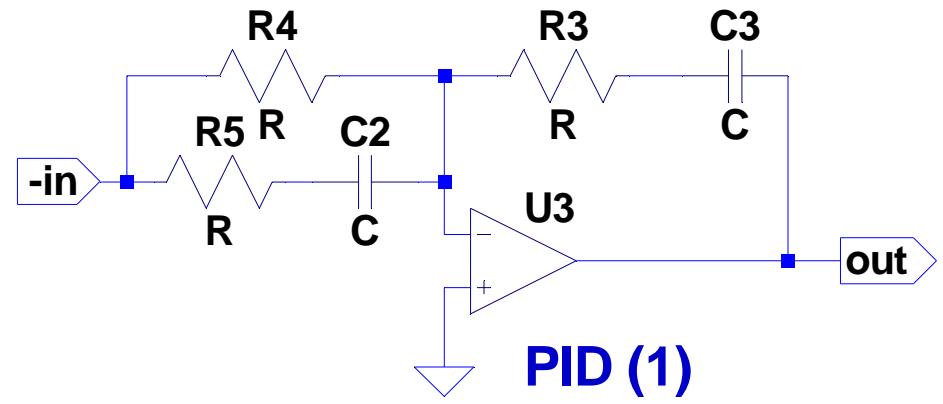 R4 R3 C3
R R C
R5 C2
-in
R C
U3
out
PID (1)